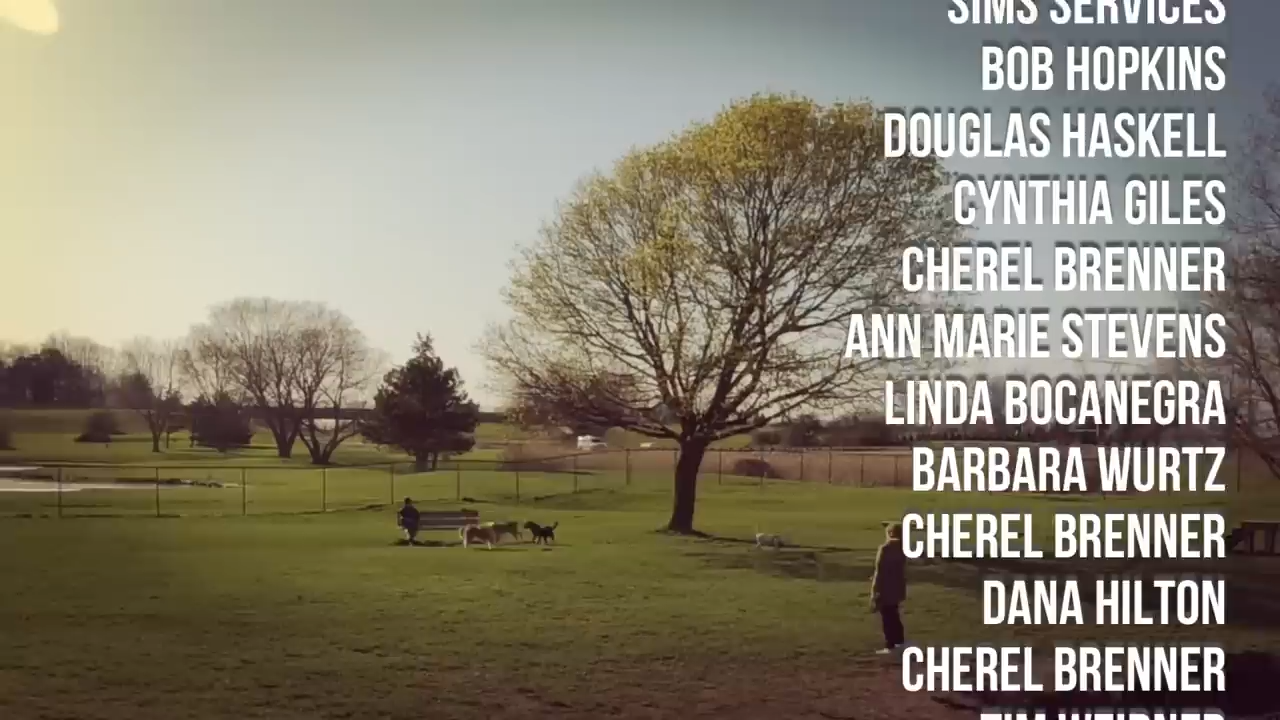 SIMS SERVICES
BOB HOPKINS
DOUGLAS HASKELL
CYNTHIA GILES
CHEREL BRENNER
ANN MARIE STEVENS
LINDA BOCANEGRA
BARBARA WURTZ
CHEREL BRENNER
DANA HILTON
CHEREL BRENNER
TIM